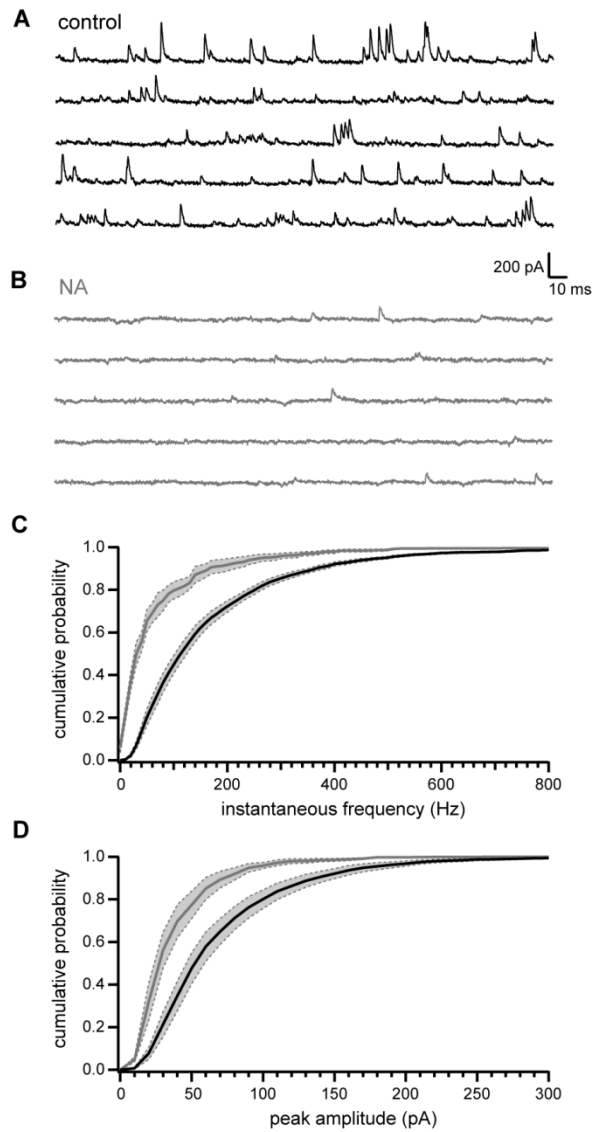 A
control
200 pA
10 ms
B
NA
C
1.0
0.8
0.6
0.4
0.2
0.0
cumulative probability
0 200 400 600 800
instantaneous frequency (Hz)
D
1.0
0.8
0.6
0.4
0.2
0.0
cumulative probability
0 50 100 150 200 250 300
peak amplitude (pA)